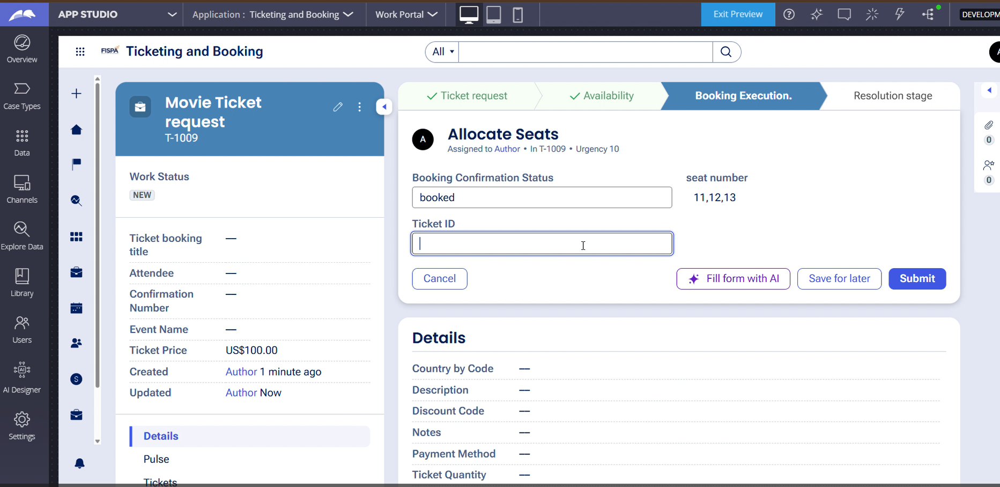 APP STUDIO
Application : Ticketing and Booking
Work Portal
Exit Preview
DEVELOPM
Overview
Case Types
Data
Channels
Explore Data
Library
Users
AI
AI Designer
Settings
FISPA
Ticketing and Booking
All
A
S
Movie Ticket
request
T-1009
Work Status
NEW
Ticket booking
title
—
Attendee —
Confirmation
Number
—
Event Name —
Ticket Price US$100.00
Created Author 1 minute ago
Updated Author Now
Details
Pulse
Tickets
Ticket request
Availability
Booking Execution.
Resolution stage
A
Allocate Seats
Assigned to Author • In T-1009 • Urgency 10
Booking Confirmation Status
booked
seat number
11,12,13
Ticket ID
Cancel
Fill form with AI
Save for later
Submit
Details
Country by Code —
Description —
Discount Code —
Notes —
Payment Method —
Ticket Quantity —
0
0